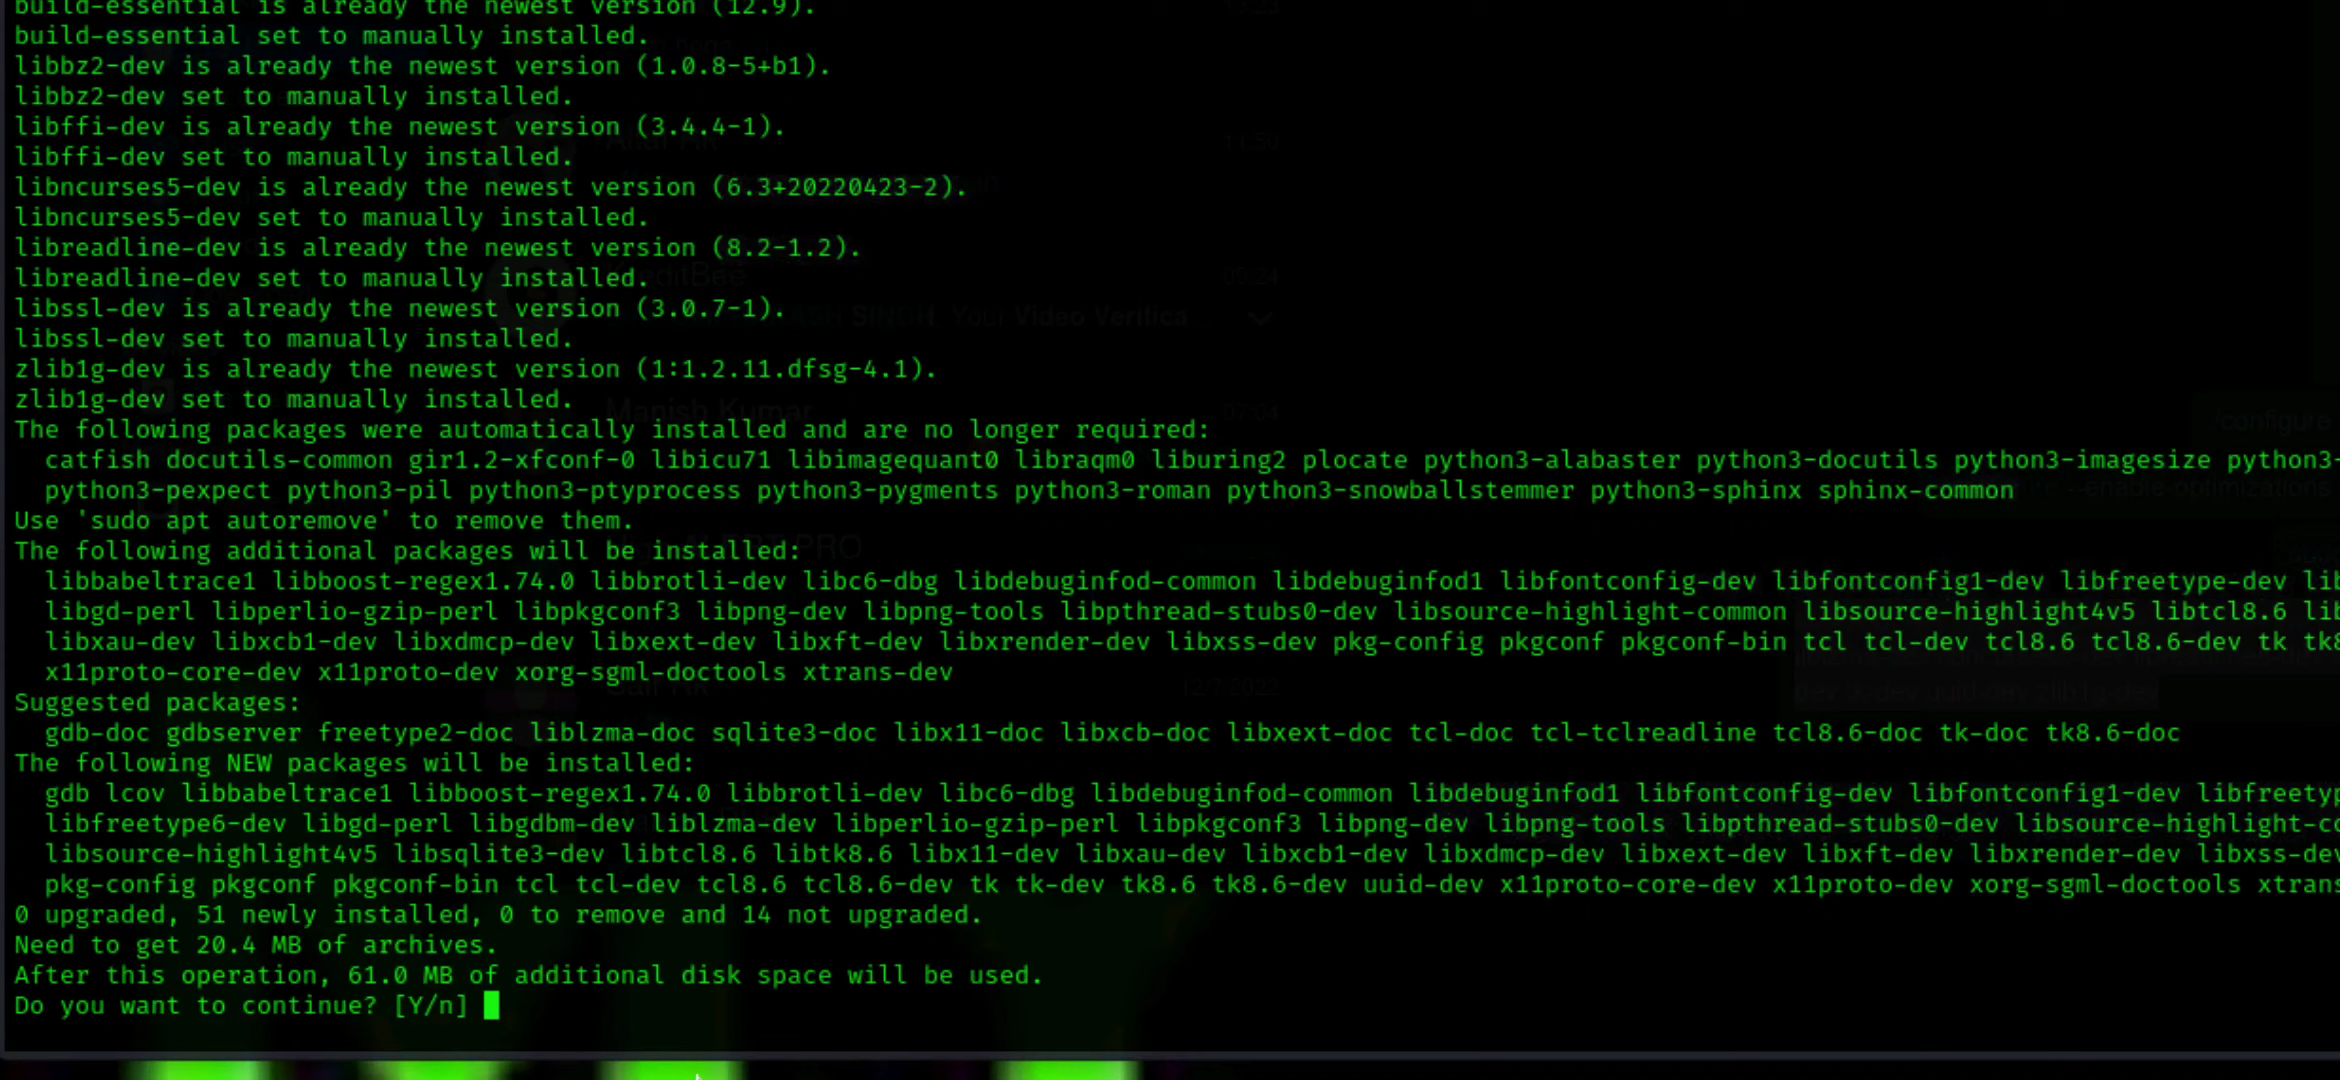 build-essential is already the newest version (12.9).
build-essential set to manually installed.
libbz2-dev is already the newest version (1.0.8-5+b1).
libbz2-dev set to manually installed.
libffi-dev is already the newest version (3.4.4-1).
libffi-dev set to manually installed.
libncurses5-dev is already the newest version (6.3+20220423-2).
libncurses5-dev set to manually installed.
libreadline-dev is already the newest version (8.2-1.2).
libreadline-dev set to manually installed.
libssl-dev is already the newest version (3.0.7-1).
libssl-dev set to manually installed.
zlib1g-dev is already the newest version (1:1.2.11.dfsg-4.1).
zlib1g-dev set to manually installed.
The following packages were automatically installed and are no longer required:
catfish docutils-common gir1.2-xfconf-0 libicu71 libimagequant0 libraqm0 liburing2 plocate python3-alabaster python3-docutils python3-imagesize python3-
python3-pexpect python3-pil python3-ptyprocess python3-pygments python3-roman python3-snowballstemmer python3-sphinx sphinx-common
Use 'sudo apt autoremove' to remove them.
The following additional packages will be installed:
libbabeltrace1 libboost-regex1.74.0 libbrotli-dev libc6-dbg libdebuginfod-common libdebuginfod1 libfontconfig-dev libfontconfig1-dev libfreetype-dev lib
libgd-perl libperlio-gzip-perl libpkgconf3 libpng-dev libpng-tools libpthread-stubs0-dev libsource-highlight-common libsource-highlight4v5 libtcl8.6 lib
libxau-dev libxcb1-dev libxdmcp-dev libxext-dev libxft-dev libxrender-dev libxss-dev pkg-config pkgconf pkgconf-bin tcl tcl-dev tcl8.6 tcl8.6-dev tk tk8
x11proto-core-dev x11proto-dev xorg-sgml-doctools xtrans-dev
Suggested packages:
gdb-doc gdbserver freetype2-doc liblzma-doc sqlite3-doc libx11-doc libxcb-doc libxext-doc tcl-doc tcl-tclreadline tcl8.6-doc tk-doc tk8.6-doc
The following NEW packages will be installed:
gdb lcov libbabeltrace1 libboost-regex1.74.0 libbrotli-dev libc6-dbg libdebuginfod-common libdebuginfod1 libfontconfig-dev libfontconfig1-dev libfreetyp
libfreetype6-dev libgd-perl libgdbm-dev liblzma-dev libperlio-gzip-perl libpkgconf3 libpng-dev libpng-tools libpthread-stubs0-dev libsource-highlight-co
libsource-highlight4v5 libsqlite3-dev libtcl8.6 libtk8.6 libx11-dev libxau-dev libxcb1-dev libxdmcp-dev libxext-dev libxft-dev libxrender-dev libxss-dev
pkg-config pkgconf pkgconf-bin tcl tcl-dev tcl8.6 tcl8.6-dev tk tk-dev tk8.6 tk8.6-dev uuid-dev x11proto-core-dev x11proto-dev xorg-sgml-doctools xtrans
0 upgraded, 51 newly installed, 0 to remove and 14 not upgraded.
Need to get 20.4 MB of archives.
After this operation, 61.0 MB of additional disk space will be used.
Do you want to continue? [Y/n]